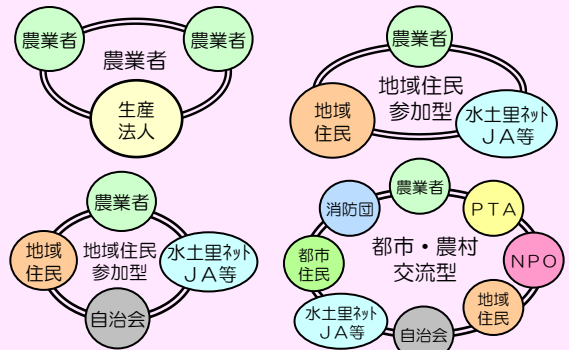 農業者
農業者
農業者
生産
法人
農業者
地域住民
参加型
地域
住民
水土里ネット
JA等
農業者
地域
住民
地域住民
参加型
水土里ネット
JA等
自治会
農業者
消防団
PTA
都市
住民
都市・農村
交流型
NPO
水土里ネット
JA等
地域
住民
自治会